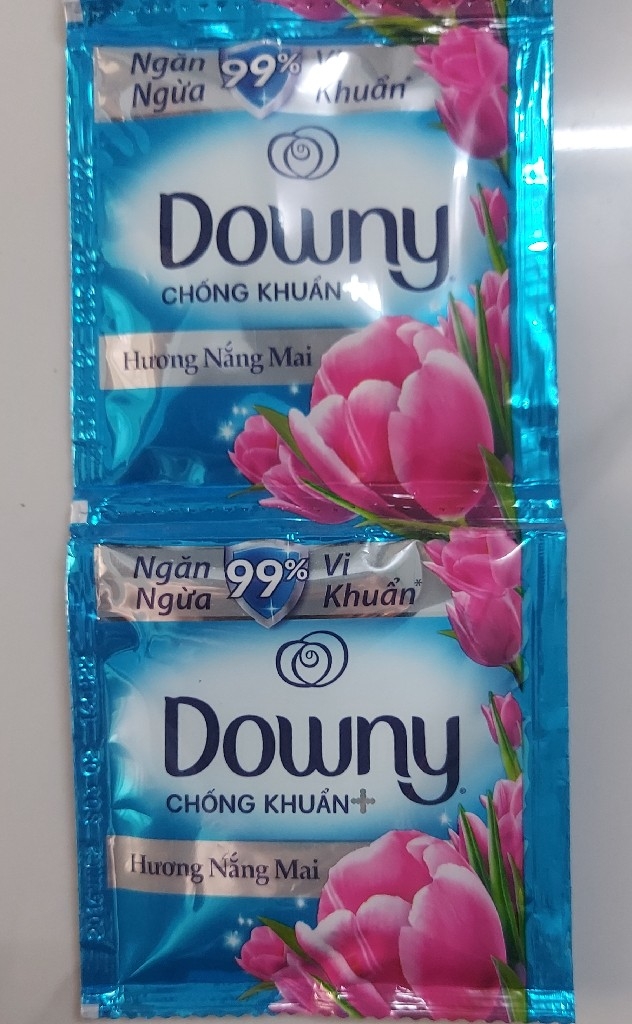 Ngăn 99% Vi
Ngừa Khuẩn*
Downy
CHỐNG KHUẨN+
Hương Nắng Mai
Ngăn 99% Vi
Ngừa Khuẩn*
Downy
CHỐNG KHUẨN+
Hương Nắng Mai